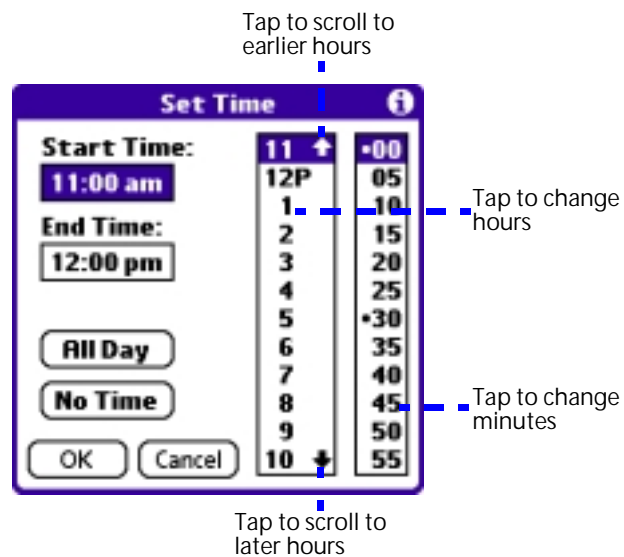 Tap to scroll to
earlier hours
Set Time
Start Time:
11:00 am
End Time:
12:00 pm
All Day
No Time
OK Cancel
11
12P
1
2
3
4
5
6
7
8
9
10
•00
05
10
15
20
25
•30
35
40
45
50
55
Tap to change
hours
Tap to change
minutes
Tap to scroll to
later hours